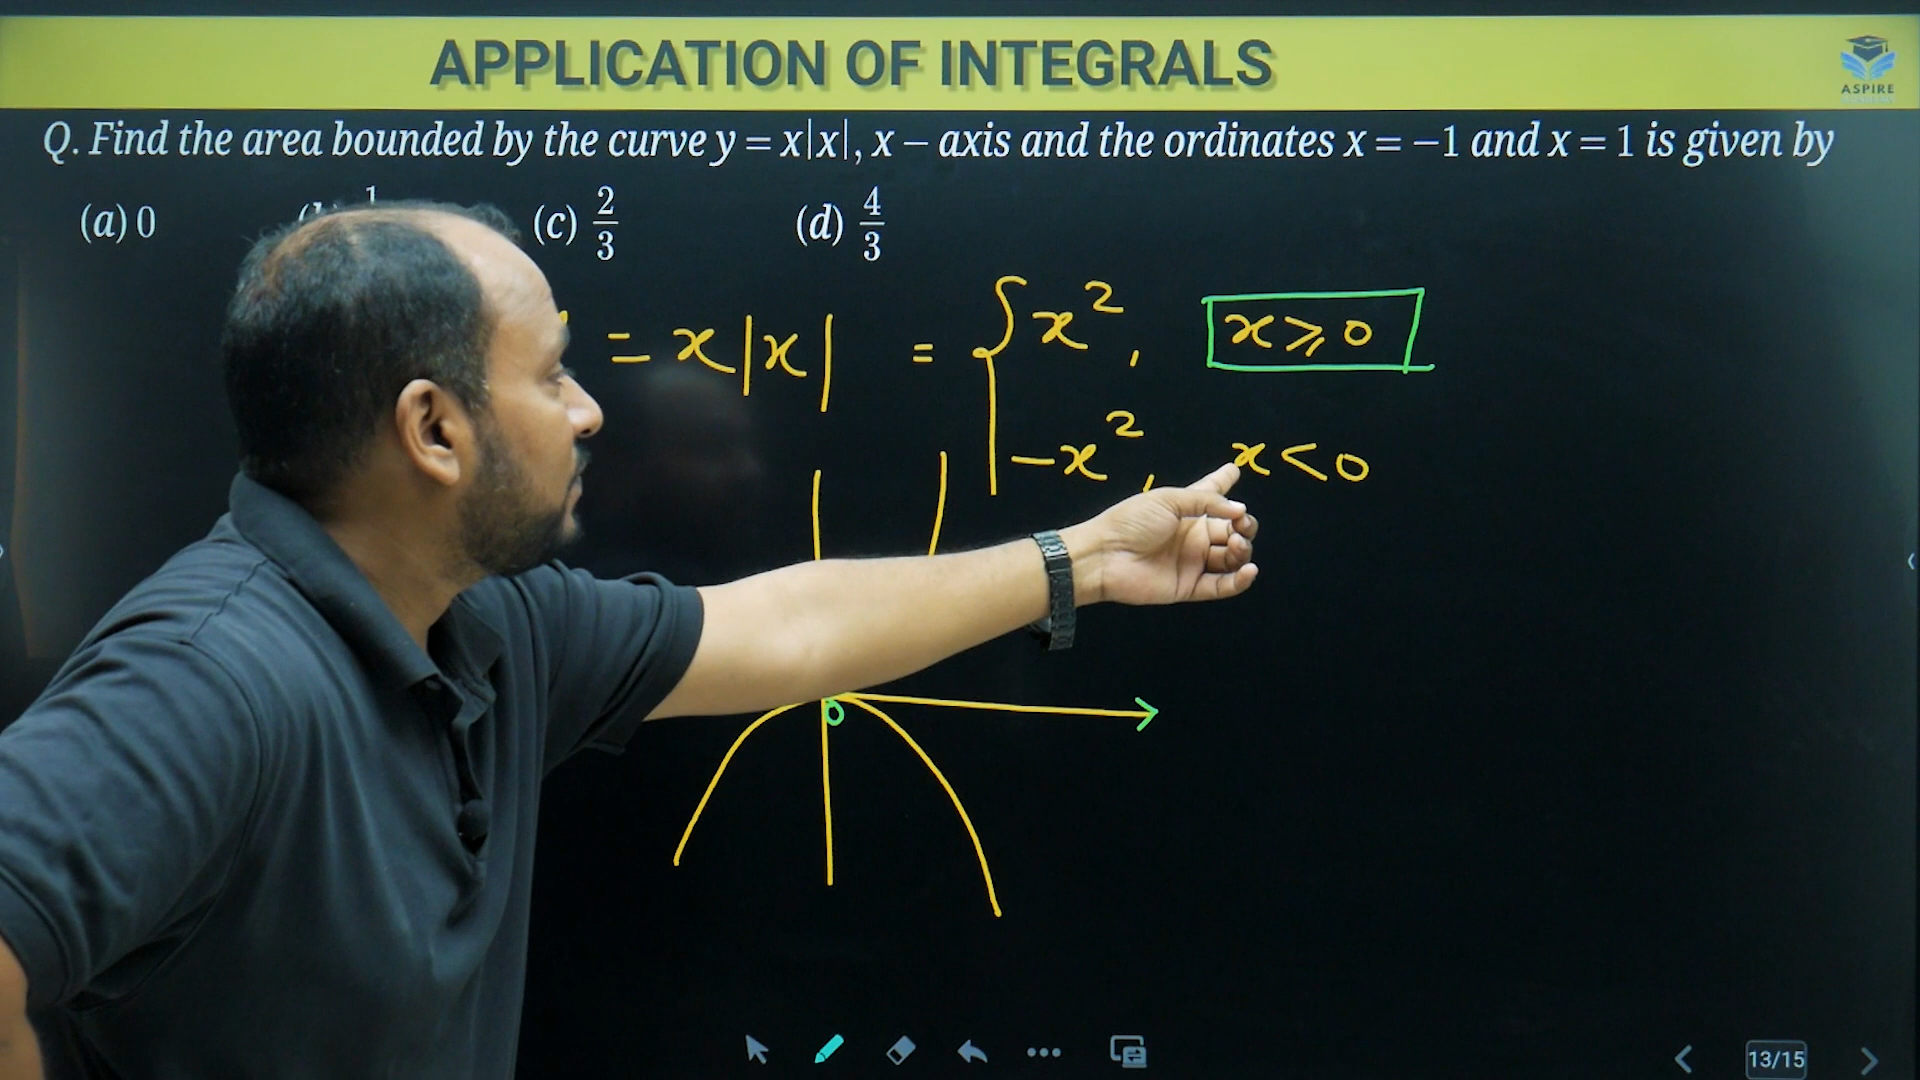 APPLICATION OF INTEGRALS
ASPIRE
Q. Find the area bounded by the curve y = x|x|, x – axis and the ordinates x = −1 and x = 1 is given by
(a) 0 1 (c) 2/3 (d) 4/3
= x|x| = { x², x ≥ 0
−x², x < 0
0
13/15